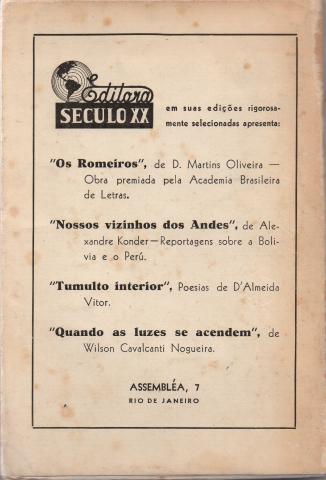 Editora
SECULO XX
em suas edições rigorosa-
mente selecionadas apresenta:
"Os Romeiros", de D. Martins Oliveira —
Obra premiada pela Academia Brasileira
de Letras.
"Nossos vizinhos dos Andes", de Ale-
xandre Konder—Reportagens sobre a Boli-
via e o Perú.
"Tumulto interior", Poesias de D'Almeida
Vitor.
"Quando as luzes se acendem", de
Wilson Cavalcanti Nogueira.
ASSEMBLÉA, 7
RIO DE JANEIRO